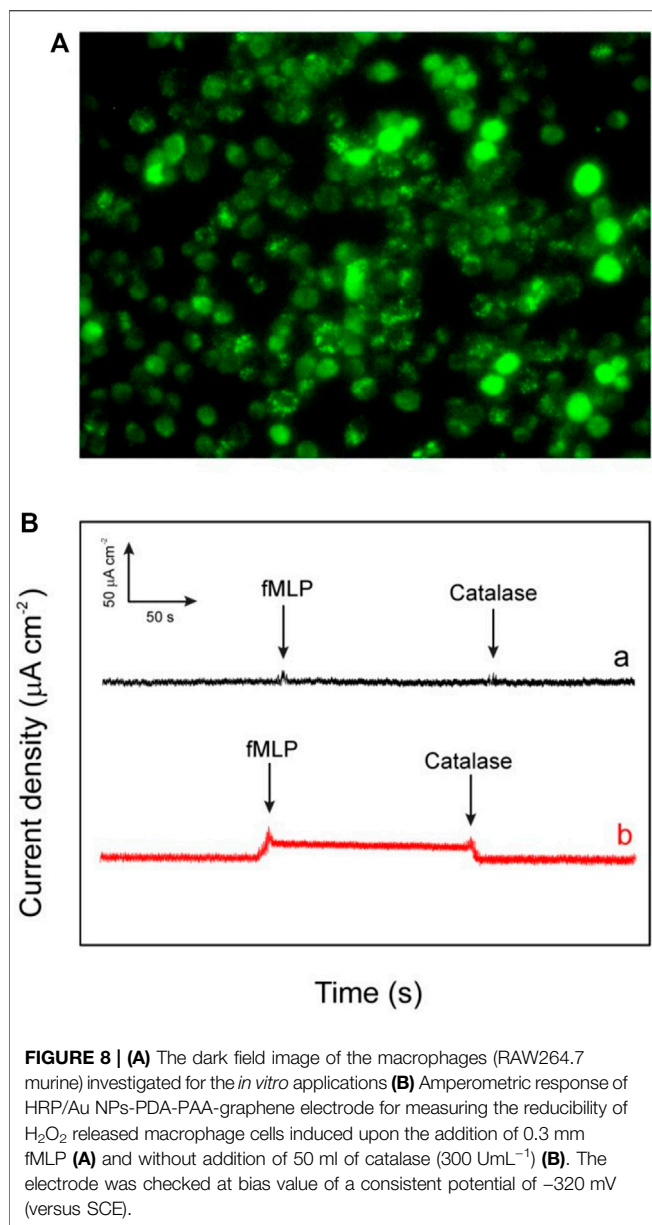 A
B
50 μA cm-2
50 s
fMLP
Catalase
a
fMLP
Catalase
b
Current density (μA cm-2)
Time (s)
FIGURE 8 | (A) The dark field image of the macrophages (RAW264.7
murine) investigated for the in vitro applications (B) Amperometric response of
HRP/Au NPs-PDA-PAA-graphene electrode for measuring the reducibility of
H₂O₂ released macrophage cells induced upon the addition of 0.3 mm
fMLP (A) and without addition of 50 ml of catalase (300 UmL⁻¹) (B). The
electrode was checked at bias value of a consistent potential of −320 mV
(versus SCE).